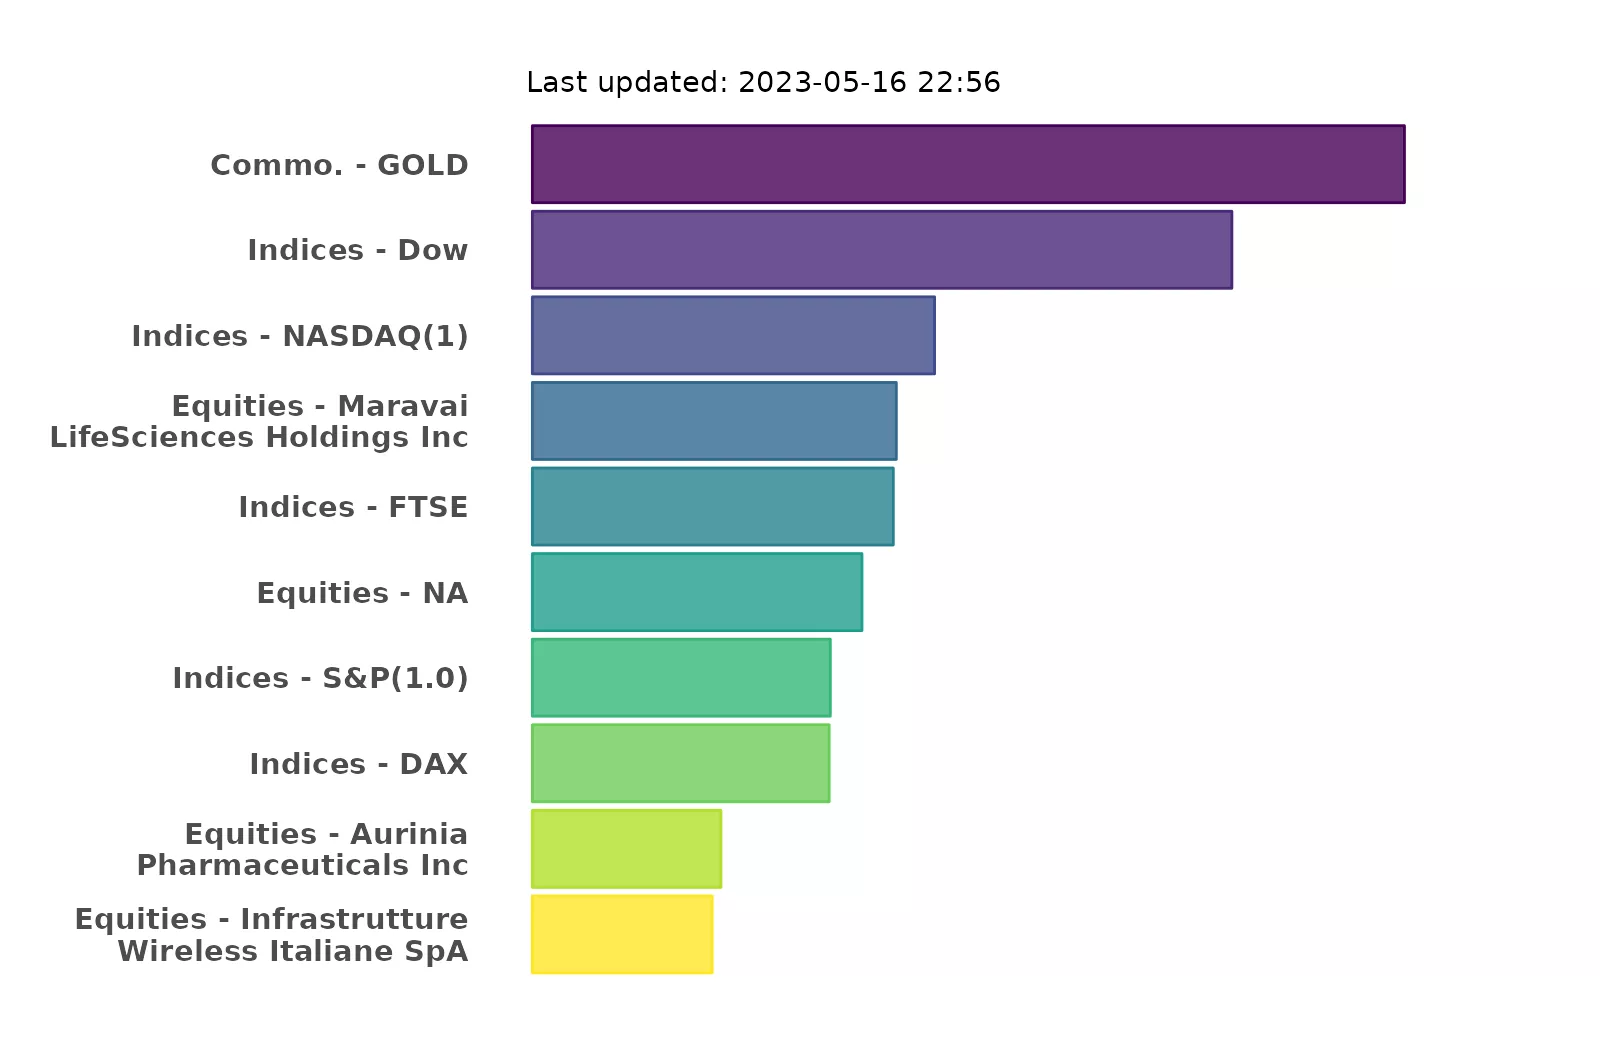 Last updated: 2023-05-16 22:56
Commo. - GOLD
Indices - Dow
Indices - NASDAQ(1)
Equities - Maravai
LifeSciences Holdings Inc
Indices - FTSE
Equities - NA
Indices - S&P(1.0)
Indices - DAX
Equities - Aurinia
Pharmaceuticals Inc
Equities - Infrastrutture
Wireless Italiane SpA